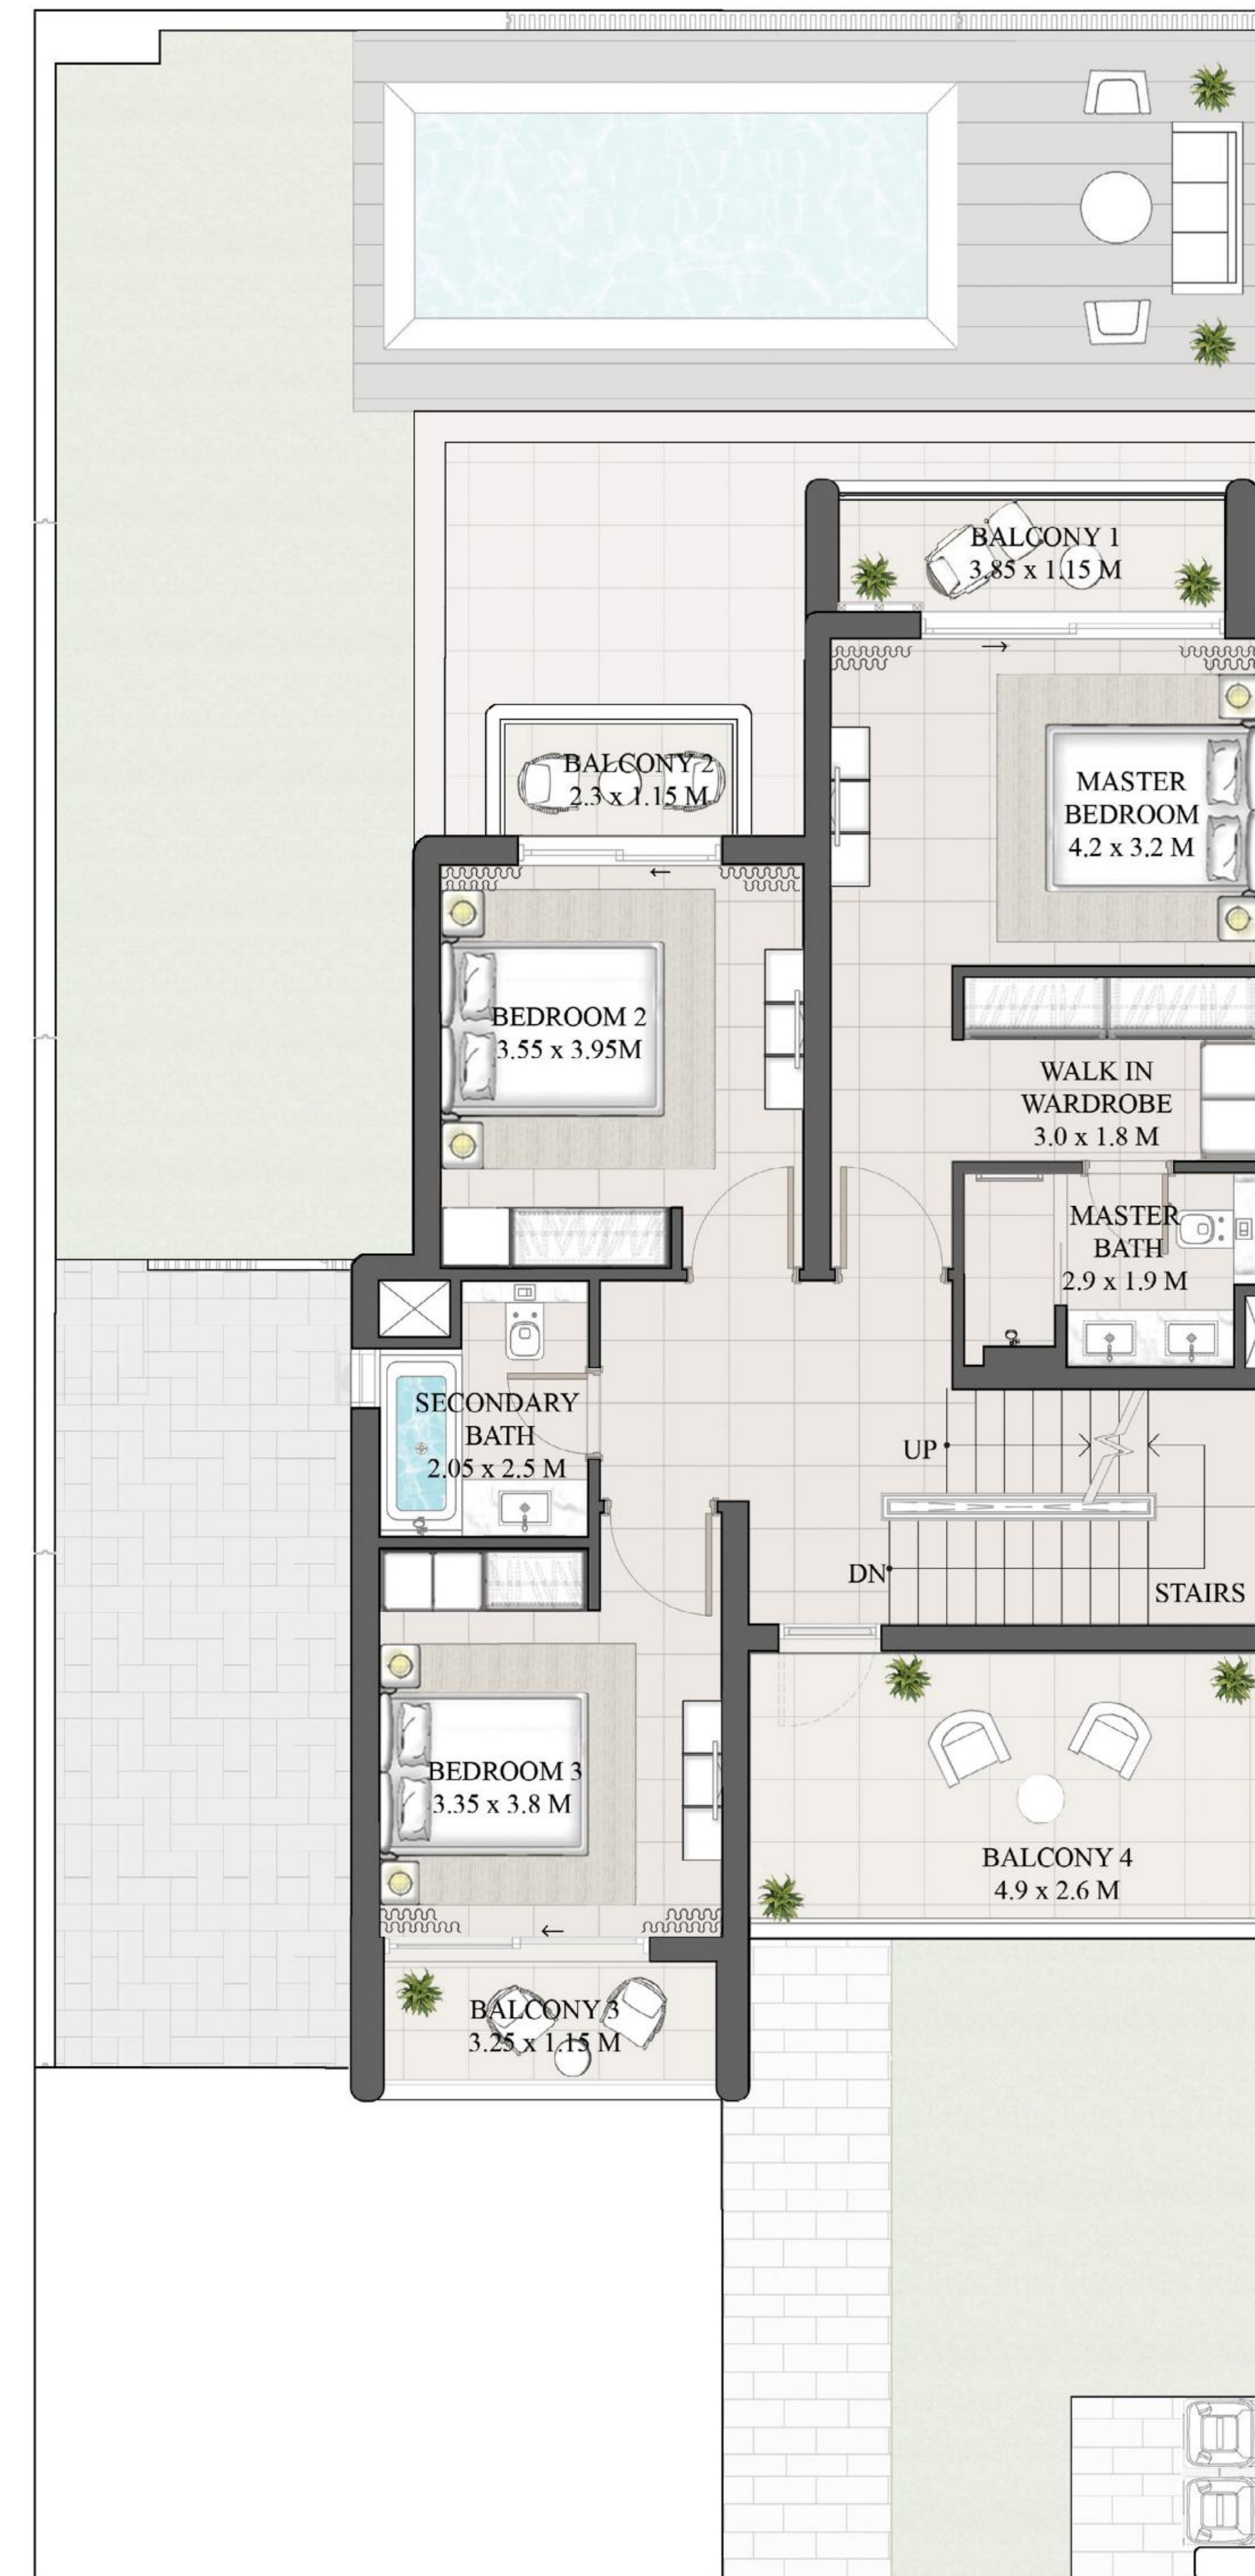 BALCONY 1
3.85 x 1.15 M
BALCONY 2
2.3 x 1.15 M
MASTER
BEDROOM
4.2 x 3.2 M
BEDROOM 2
3.55 x 3.95M
WALK IN
WARDROBE
3.0 x 1.8 M
MASTER
BATH
2.9 x 1.9 M
SECONDARY
BATH
2.05 x 2.5 M
UP
DN
STAIRS
BEDROOM 3
3.35 x 3.8 M
BALCONY 4
4.9 x 2.6 M
BALCONY 3
3.25 x 1.15 M